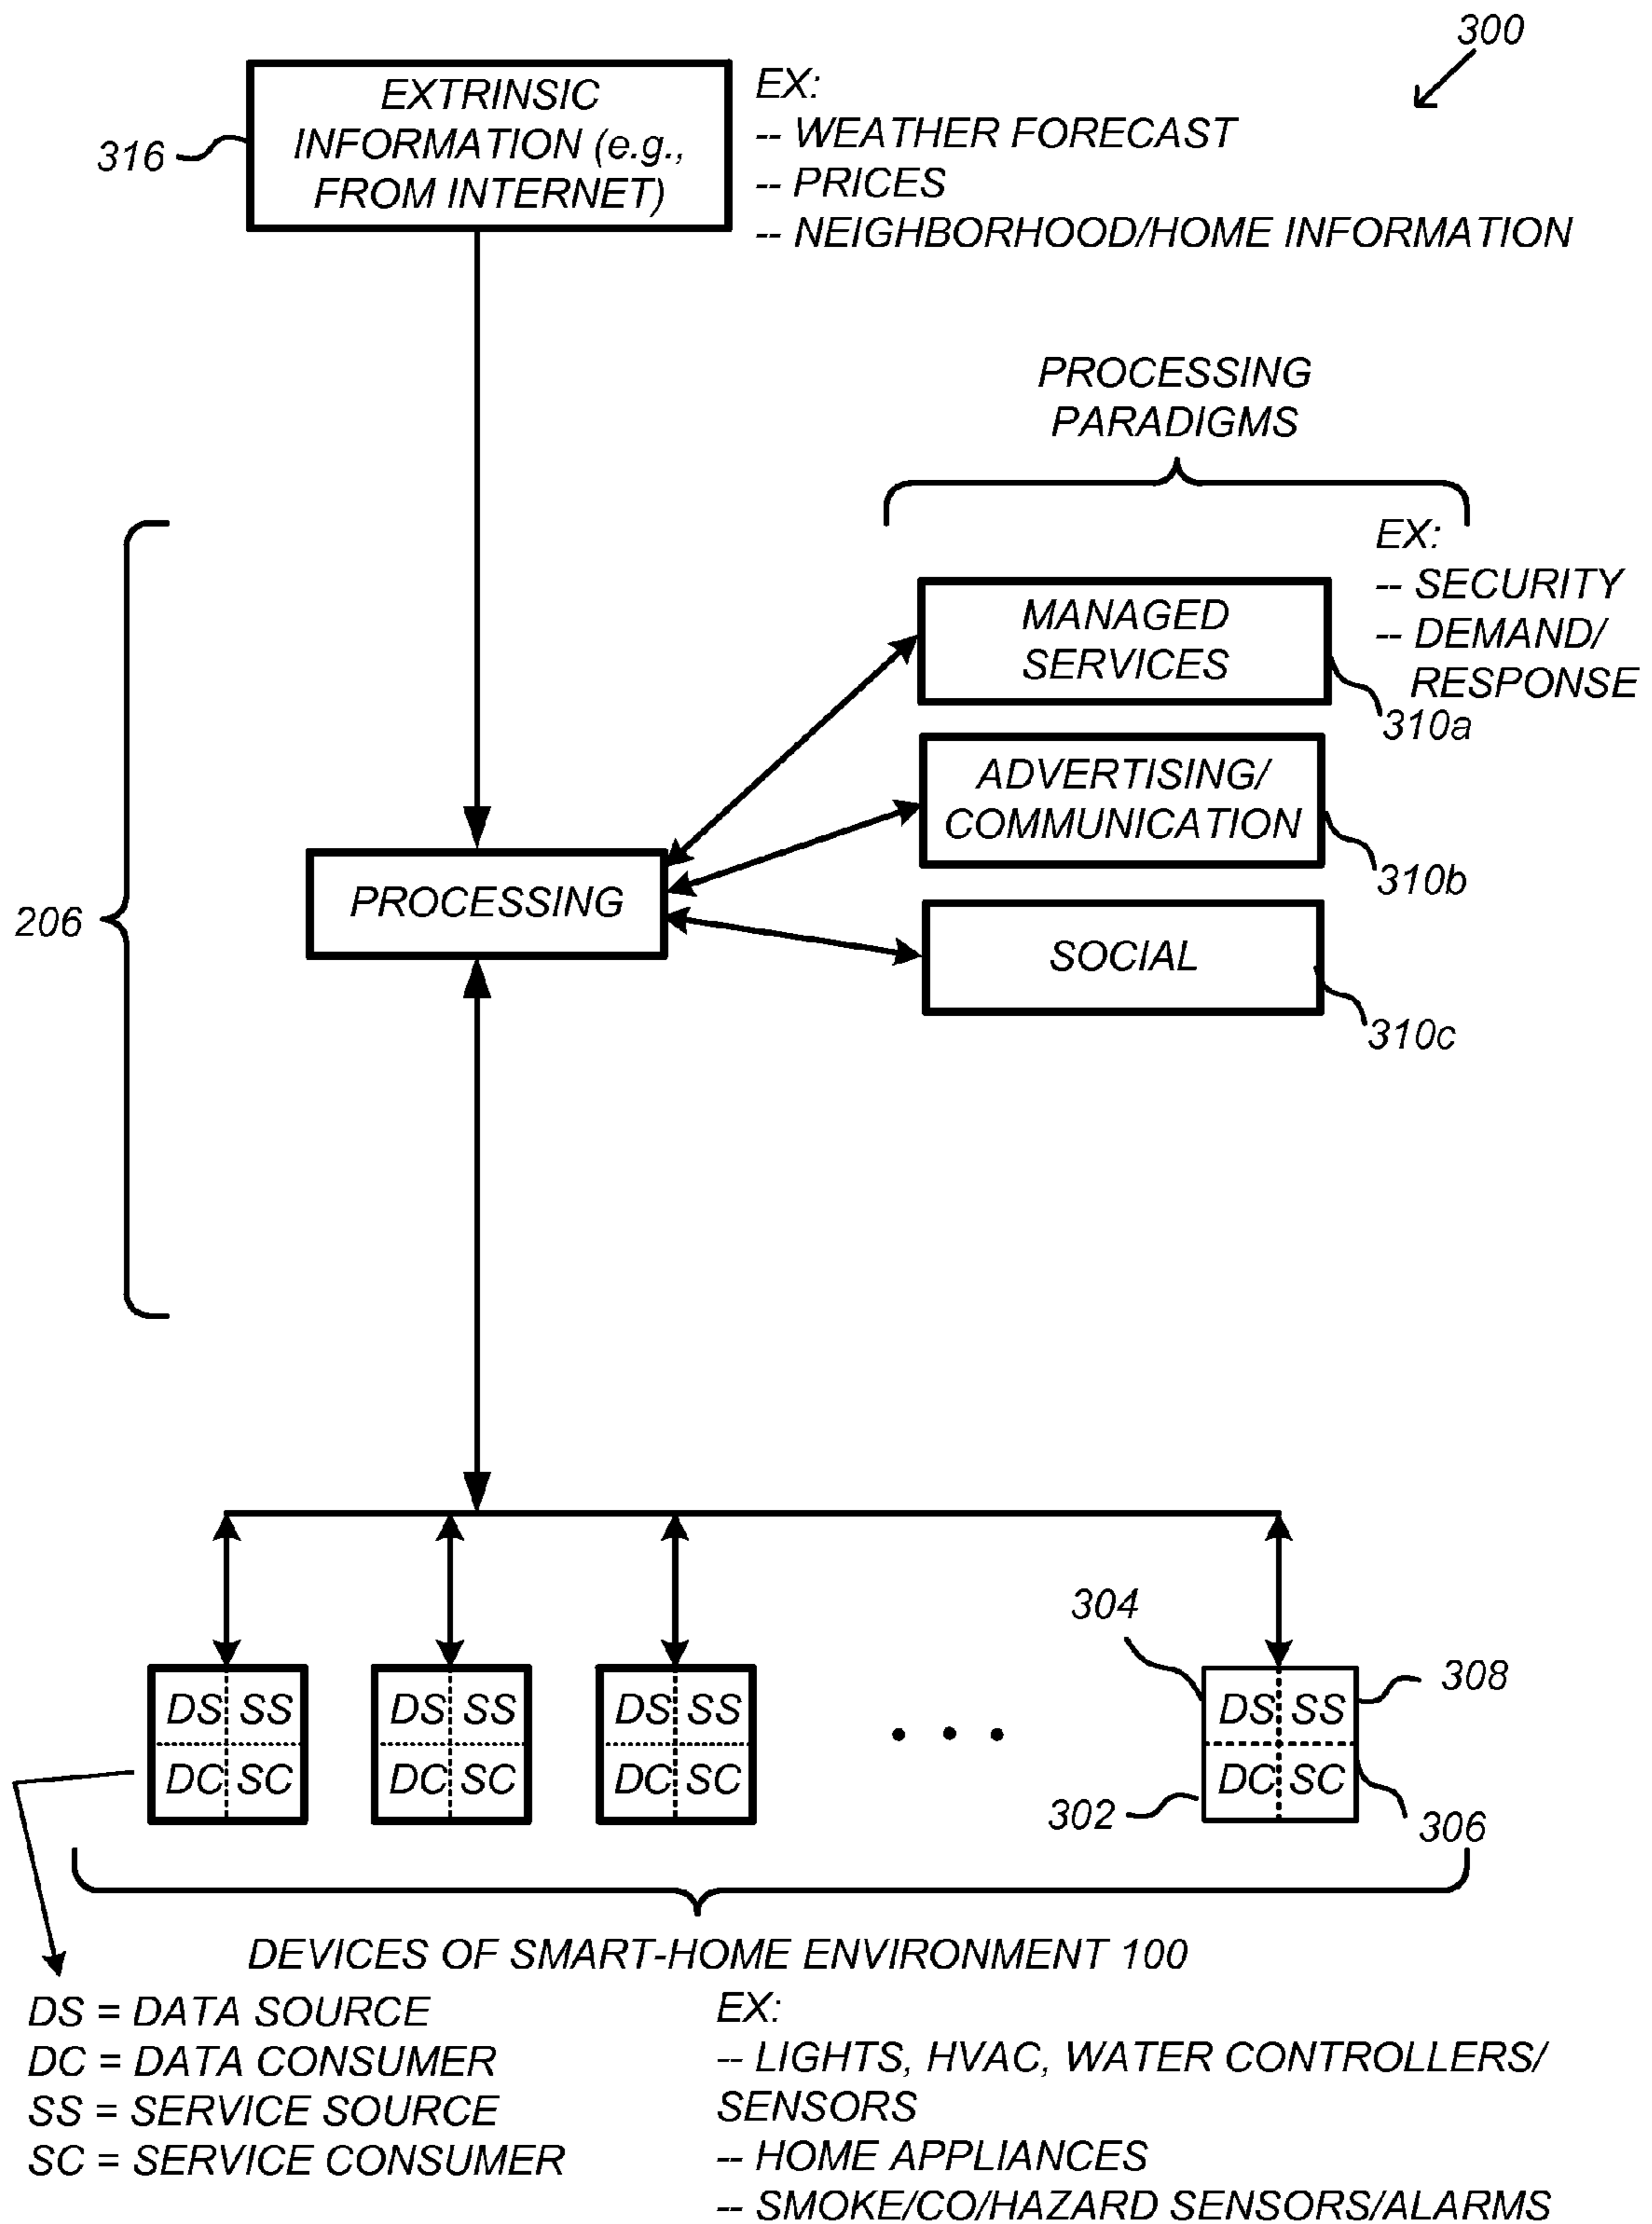 300
EXTRINSIC
INFORMATION (e.g.,
FROM INTERNET)
316
EX:
-- WEATHER FORECAST
-- PRICES
-- NEIGHBORHOOD/HOME INFORMATION
PROCESSING
PARADIGMS
EX:
-- SECURITY
-- DEMAND/
RESPONSE
MANAGED
SERVICES
310a
ADVERTISING/
COMMUNICATION
310b
206
PROCESSING
SOCIAL
310c
304
308
DS SS
DC SC
DS SS
DC SC
DS SS
DC SC
. . .
DS SS
DC SC
302
306
DEVICES OF SMART-HOME ENVIRONMENT 100
DS = DATA SOURCE
DC = DATA CONSUMER
SS = SERVICE SOURCE
SC = SERVICE CONSUMER
EX:
-- LIGHTS, HVAC, WATER CONTROLLERS/
SENSORS
-- HOME APPLIANCES
-- SMOKE/CO/HAZARD SENSORS/ALARMS